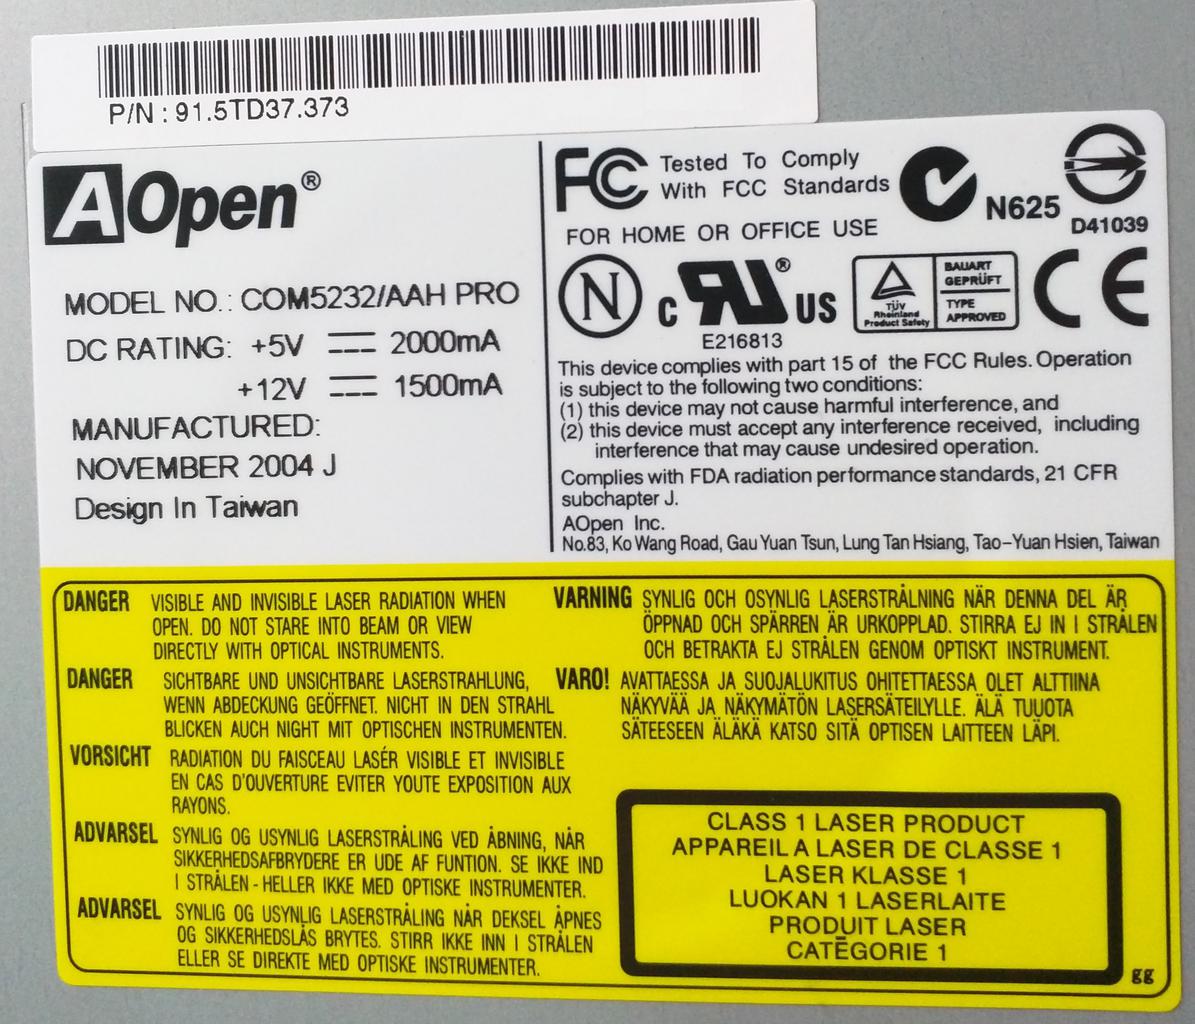 P/N : 91.5TD37.373
AOpen®
MODEL NO.: COM5232/AAH PRO
DC RATING: +5V 2000mA
+12V 1500mA
MANUFACTURED:
NOVEMBER 2004 J
Design In Taiwan
FC Tested To Comply
With FCC Standards
FOR HOME OR OFFICE USE
N625
D41039
N
C RU® US
E216813
TÜV
Rheinland
Product Safety
BAUART
GEPRÜFT
TYPE
APPROVED
CE
This device complies with part 15 of the FCC Rules. Operation
is subject to the following two conditions:
(1) this device may not cause harmful interference, and
(2) this device must accept any interference received, including
interference that may cause undesired operation.
Complies with FDA radiation performance standards, 21 CFR
subchapter J.
AOpen Inc.
No.83, Ko Wang Road, Gau Yuan Tsun, Lung Tan Hsiang, Tao-Yuan Hsien, Taiwan
DANGER VISIBLE AND INVISIBLE LASER RADIATION WHEN
OPEN. DO NOT STARE INTO BEAM OR VIEW
DIRECTLY WITH OPTICAL INSTRUMENTS.
DANGER SICHTBARE UND UNSICHTBARE LASERSTRAHLUNG,
WENN ABDECKUNG GEÖFFNET. NICHT IN DEN STRAHL
BLICKEN AUCH NIGHT MIT OPTISCHEN INSTRUMENTEN.
VORSICHT RADIATION DU FAISCEAU LASÉR VISIBLE ET INVISIBLE
EN CAS D'OUVERTURE EVITER YOUTE EXPOSITION AUX
RAYONS.
ADVARSEL SYNLIG OG USYNLIG LASERSTRÅLING VED ÅBNING, NÅR
SIKKERHEDSAFBRYDERE ER UDE AF FUNTION. SE IKKE IND
I STRÅLEN - HELLER IKKE MED OPTISKE INSTRUMENTER.
ADVARSEL SYNLIG OG USYNLIG LASERSTRÅLING NÅR DEKSEL ÅPNES
OG SIKKERHEDSLÅS BRYTES. STIRR IKKE INN I STRÅLEN
ELLER SE DIREKTE MED OPTISKE INSTRUMENTER.
VARNING SYNLIG OCH OSYNLIG LASERSTRÅLNING NÄR DENNA DEL ÄR
ÖPPNAD OCH SPÄRREN ÄR URKOPPLAD. STIRRA EJ IN I STRÅLEN
OCH BETRAKTA EJ STRÅLEN GENOM OPTISKT INSTRUMENT.
VARO! AVATTAESSA JA SUOJALUKITUS OHITETTAESSA OLET ALTTIINA
NÄKYVÄÄ JA NÄKYMÄTÖN LASERSÄTEILYLLE. ÄLÄ TUIJOTA
SÄTEESEEN ÄLÄKÄ KATSO SITÄ OPTISEN LAITTEEN LÄPI.
CLASS 1 LASER PRODUCT
APPAREIL A LASER DE CLASSE 1
LASER KLASSE 1
LUOKAN 1 LASERLAITE
PRODUIT LASER
CATĒGORIE 1
gg